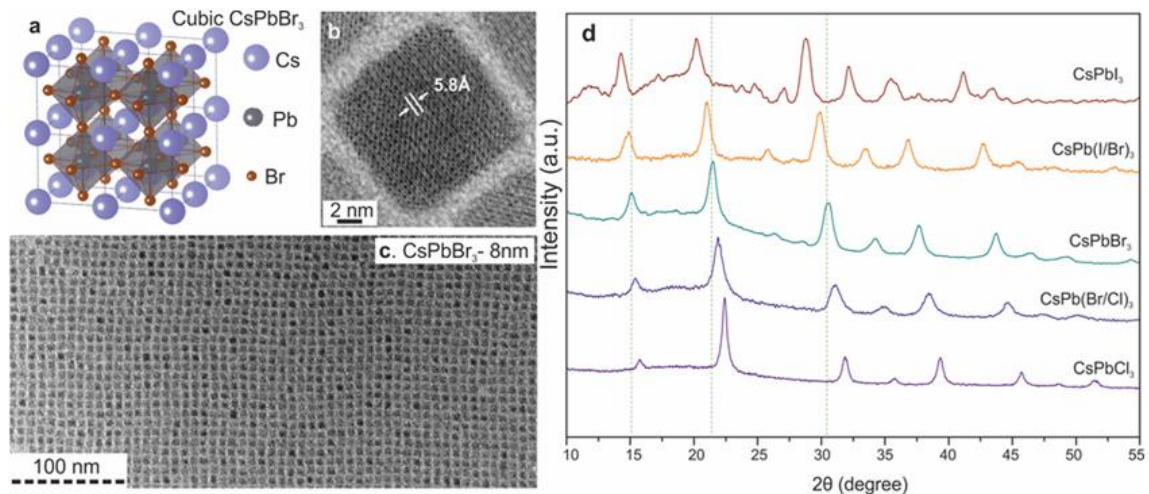 a
Cubic CsPbBr₃
Cs
Pb
Br
b
5.8Å
2 nm
c. CsPbBr₃- 8nm
100 nm
d
CsPbI₃
CsPb(I/Br)₃
CsPbBr₃
CsPb(Br/Cl)₃
CsPbCl₃
Intensity (a.u.)
10 15 20 25 30 35 40 45 50 55
2θ (degree)